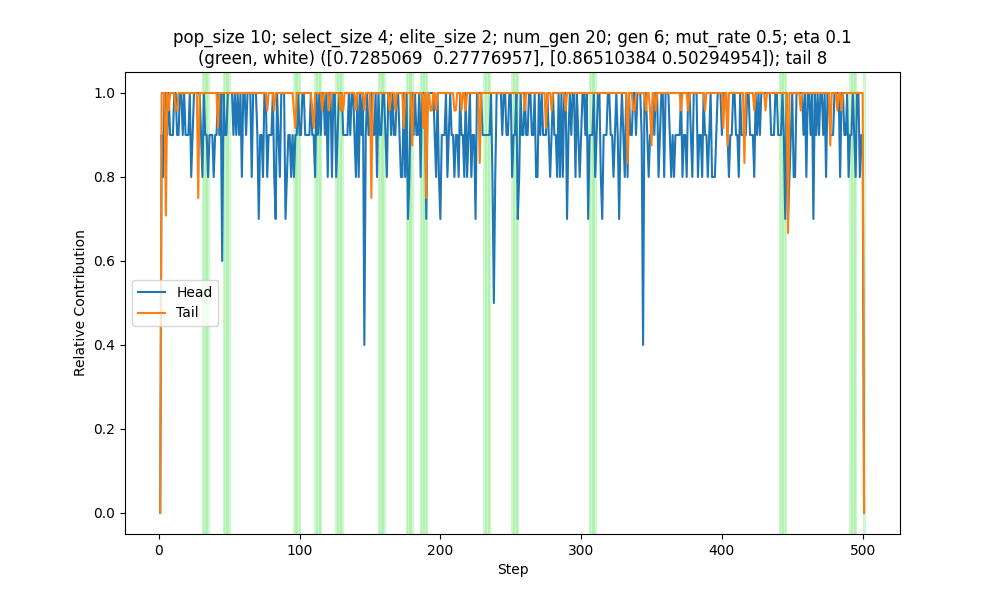 pop_size 10; select_size 4; elite_size 2; num_gen 20; gen 6; mut_rate 0.5; eta 0.1
(green, white) ([0.7285069  0.27776957], [0.86510384 0.50294954]); tail 8
1.0
0.8
0.6
0.4
0.2
0.0
Relative Contribution
Head
Tail
0 100 200 300 400 500
Step